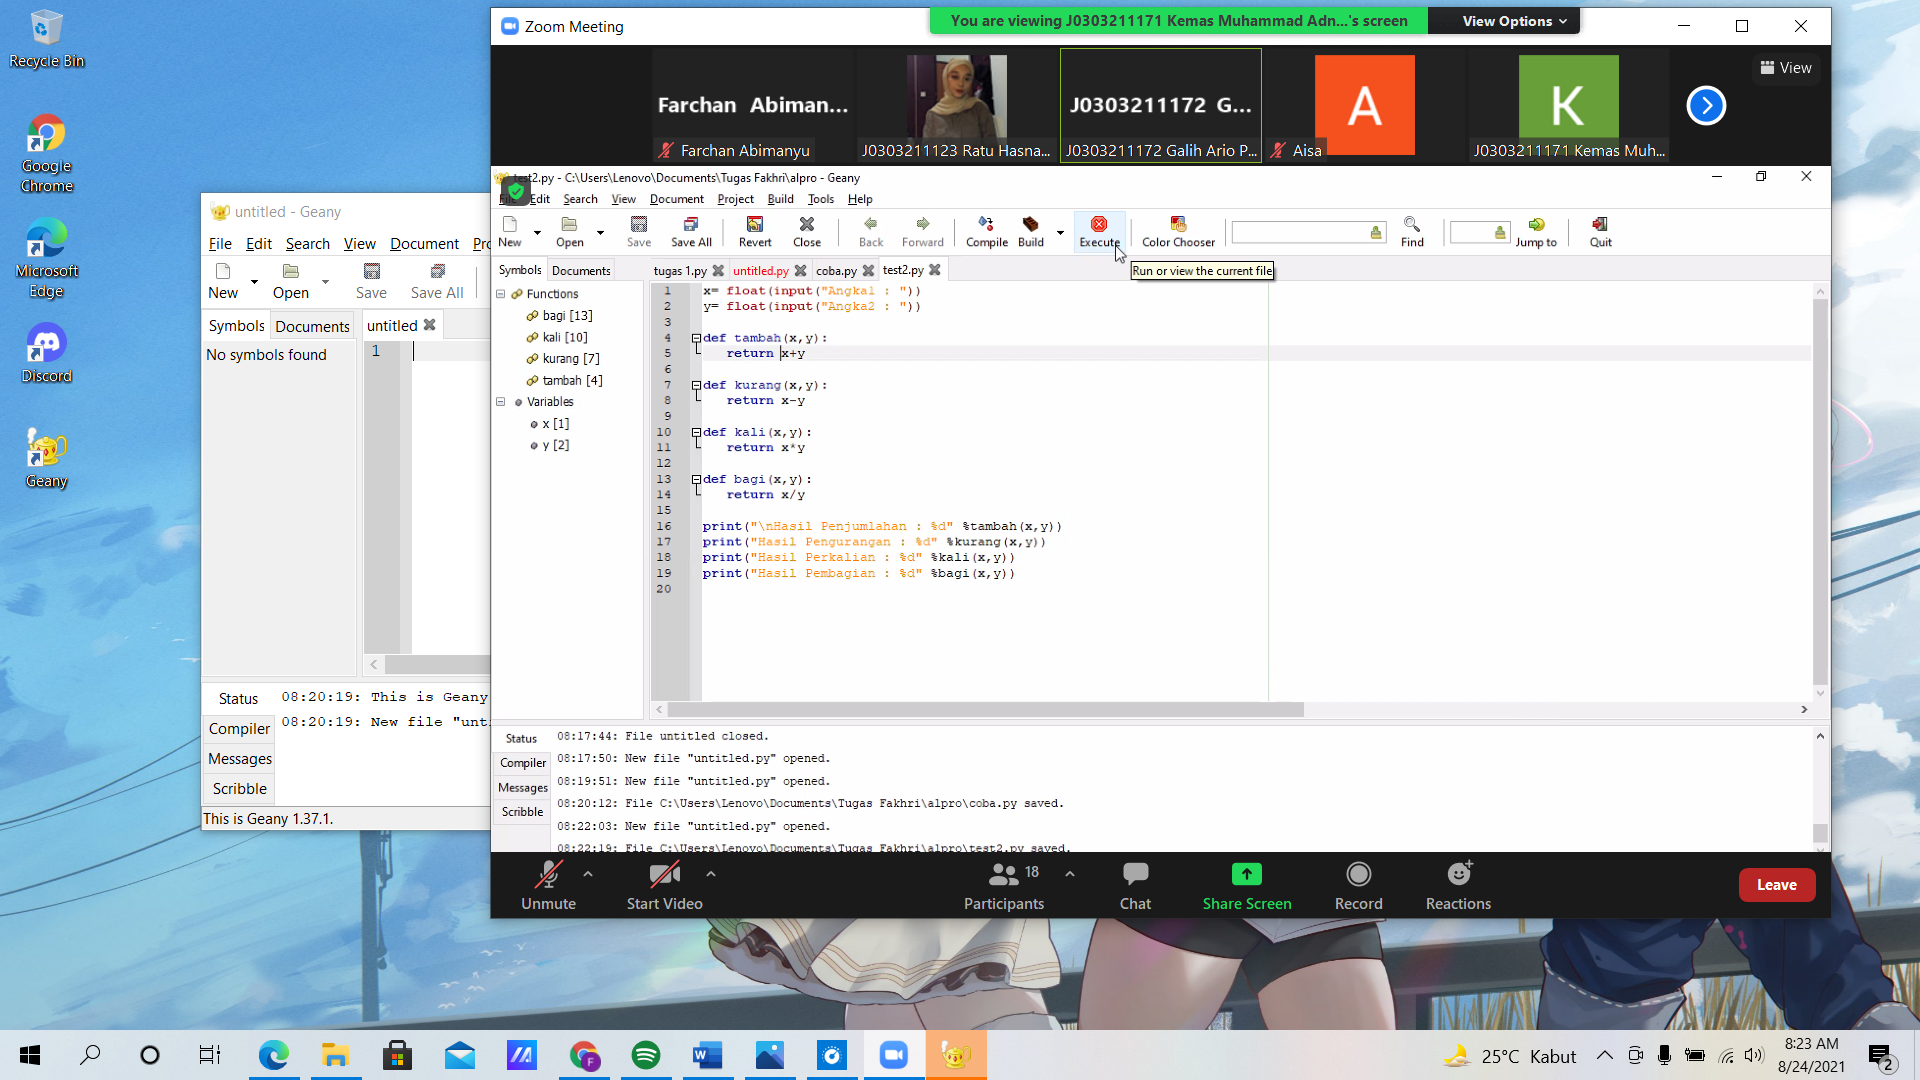 Recycle Bin
Google Chrome
Microsoft Edge
Discord
Geany
untitled - Geany
File Edit Search View Document Pro
New Open Save Save All
Symbols Documents untitled
No symbols found
1
Status 08:20:19: This is Geany
Compiler 08:20:19: New file "unt
Messages
Scribble
This is Geany 1.37.1.
Zoom Meeting
You are viewing J0303211171 Kemas Muhammad Adn...'s screen
View Options
View
Farchan Abiman...
Farchan Abimanyu
J0303211123 Ratu Hasna...
J0303211172 G...
J0303211172 Galih Ario P...
A
Aisa
K
J0303211171 Kemas Muh...
test2.py - C:\Users\Lenovo\Documents\Tugas Fakhri\alpro - Geany
Edit Search View Document Project Build Tools Help
New Open Save Save All Revert Close Back Forward Compile Build Execute Color Chooser Find Jump to Quit
Run or view the current file
Symbols Documents
tugas 1.py untitled.py coba.py test2.py
Functions
bagi [13]
kali [10]
kurang [7]
tambah [4]
Variables
x [1]
y [2]
1 x= float(input("Angka1 : "))
2 y= float(input("Angka2 : "))
3
4 def tambah(x,y):
5 return x+y
6
7 def kurang(x,y):
8 return x-y
9
10 def kali(x,y):
11 return x*y
12
13 def bagi(x,y):
14 return x/y
15
16 print("\nHasil Penjumlahan : %d" %tambah(x,y))
17 print("Hasil Pengurangan : %d" %kurang(x,y))
18 print("Hasil Perkalian : %d" %kali(x,y))
19 print("Hasil Pembagian : %d" %bagi(x,y))
20
Status
Compiler
Messages
Scribble
08:17:44: File untitled closed.
08:17:50: New file "untitled.py" opened.
08:19:51: New file "untitled.py" opened.
08:20:12: File C:\Users\Lenovo\Documents\Tugas Fakhri\alpro\coba.py saved.
08:22:03: New file "untitled.py" opened.
08:22:19: File C:\Users\Lenovo\Documents\Tugas Fakhri\alpro\test2.py saved.
Unmute Start Video Participants 18 Chat Share Screen Record Reactions Leave
25°C Kabut
8:23 AM
8/24/2021
2